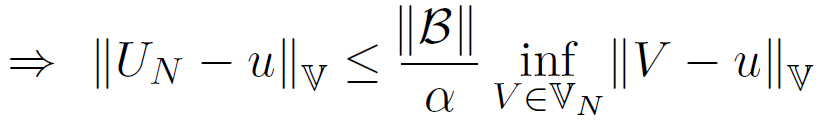 ⇒ ‖U_N − u‖_𝕍 ≤ ‖ℬ‖/α inf_{V∈𝕍_N} ‖V − u‖_𝕍